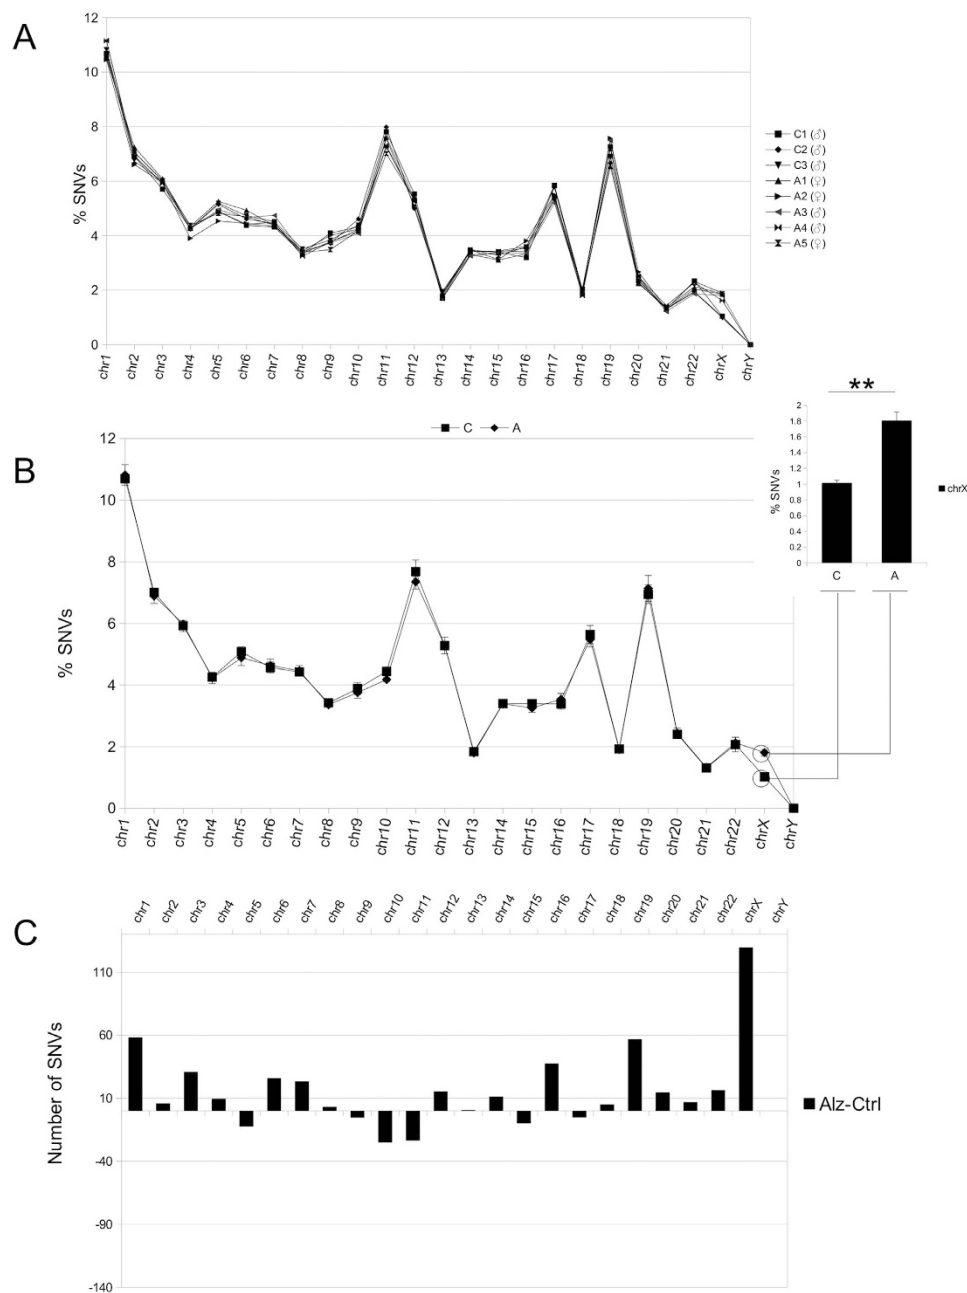 A
12
10
8
6
4
2
0
% SNVs
chr1 chr2 chr3 chr4 chr5 chr6 chr7 chr8 chr9 chr10 chr11 chr12 chr13 chr14 chr15 chr16 chr17 chr18 chr19 chr20 chr21 chr22 chrX chrY
C1 (♂)
C2 (♂)
C3 (♂)
A1 (♀)
A2 (♀)
A3 (♂)
A4 (♂)
A5 (♀)
B
C A
12
10
8
6
4
2
0
% SNVs
chr1 chr2 chr3 chr4 chr5 chr6 chr7 chr8 chr9 chr10 chr11 chr12 chr13 chr14 chr15 chr16 chr17 chr18 chr19 chr20 chr21 chr22 chrX chrY
**
2
1.8
1.6
1.4
1.2
1
0.8
0.6
0.4
0.2
0
% SNVs
C A
chrX
C
chr1 chr2 chr3 chr4 chr5 chr6 chr7 chr8 chr9 chr10 chr11 chr12 chr13 chr14 chr15 chr16 chr17 chr18 chr19 chr20 chr21 chr22 chrX chrY
110
60
10
-40
-90
-140
Number of SNVs
Alz-Ctrl